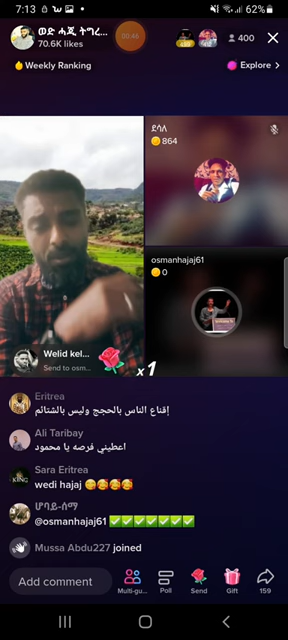 7:13
62%
ወድ ሓጂ ትግረ...
70.6K likes
00:46
400
Weekly Ranking
Explore >
ደሳለ
864
osmanhajaj61
0
Welid kel...
Send to osm...
x1
Eritrea
إقناع الناس بالحجج وليس بالشتائم
Ali Taribay
اعطيني فرصه يا محمود
Sara Eritrea
wedi hajaj 🥰🥰🥰🥰
ሆባይ-ሰማ
@osmanhajaj61 ✅✅✅✅✅✅✅
Mussa Abdu227 joined
Add comment
Multi-gu...
Poll
Send
Gift
159